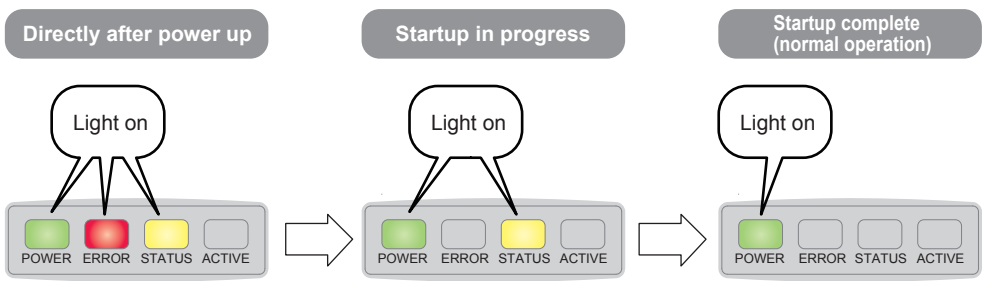 Directly after power up
Startup in progress
Startup complete
(normal operation)
Light on
Light on
Light on
POWER ERROR STATUS ACTIVE
POWER ERROR STATUS ACTIVE
POWER ERROR STATUS ACTIVE